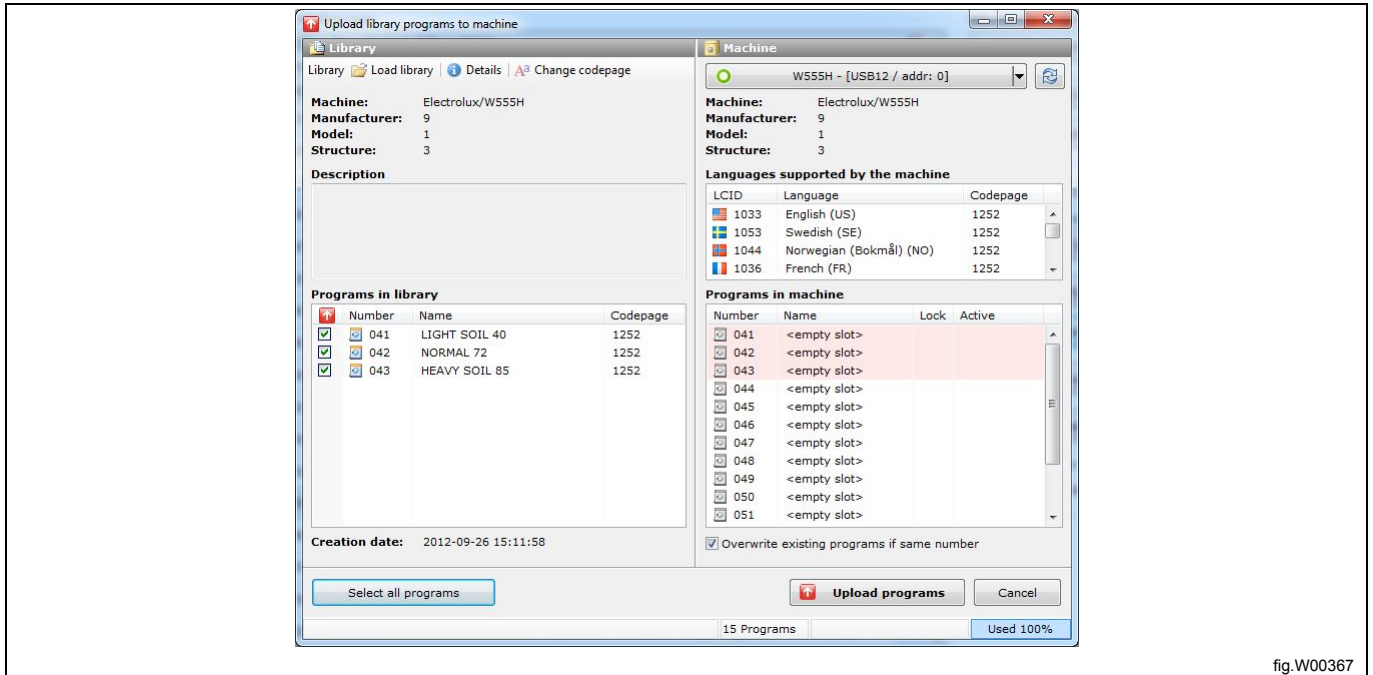 Upload library programs to machine
Library
Library Load library Details Aª Change codepage
Machine: Electrolux/W555H
Manufacturer: 9
Model: 1
Structure: 3
Description
Programs in library
Number Name Codepage
041 LIGHT SOIL 40 1252
042 NORMAL 72 1252
043 HEAVY SOIL 85 1252
Creation date: 2012-09-26 15:11:58
Select all programs
Machine
W555H - [USB12 / addr: 0]
Machine: Electrolux/W555H
Manufacturer: 9
Model: 1
Structure: 3
Languages supported by the machine
LCID Language Codepage
1033 English (US) 1252
1053 Swedish (SE) 1252
1044 Norwegian (Bokmål) (NO) 1252
1036 French (FR) 1252
Programs in machine
Number Name Lock Active
041 <empty slot>
042 <empty slot>
043 <empty slot>
044 <empty slot>
045 <empty slot>
046 <empty slot>
047 <empty slot>
048 <empty slot>
049 <empty slot>
050 <empty slot>
051 <empty slot>
Overwrite existing programs if same number
Upload programs Cancel
15 Programs Used 100%
fig.W00367